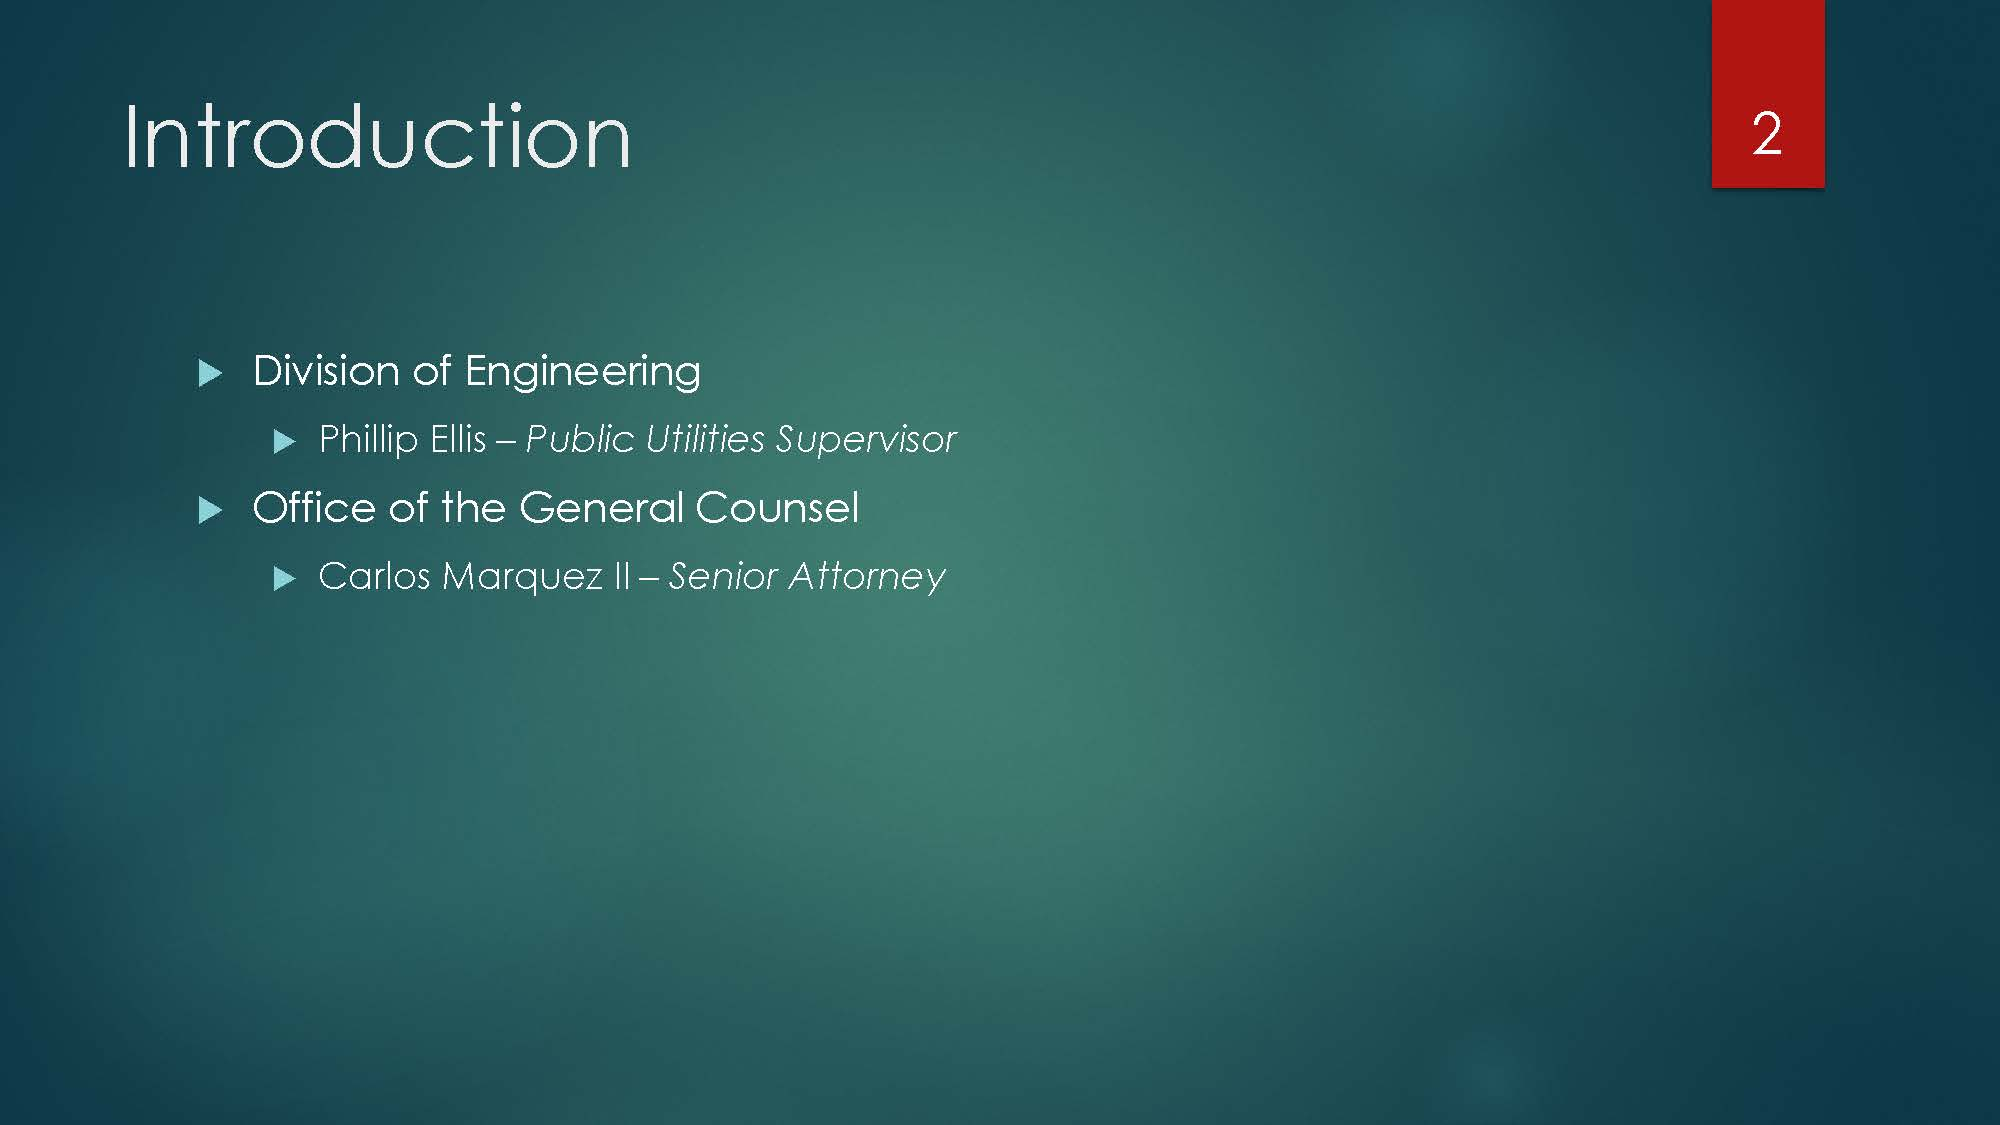 Introduction
2
Division of Engineering
Phillip Ellis – Public Utilities Supervisor
Office of the General Counsel
Carlos Marquez II – Senior Attorney